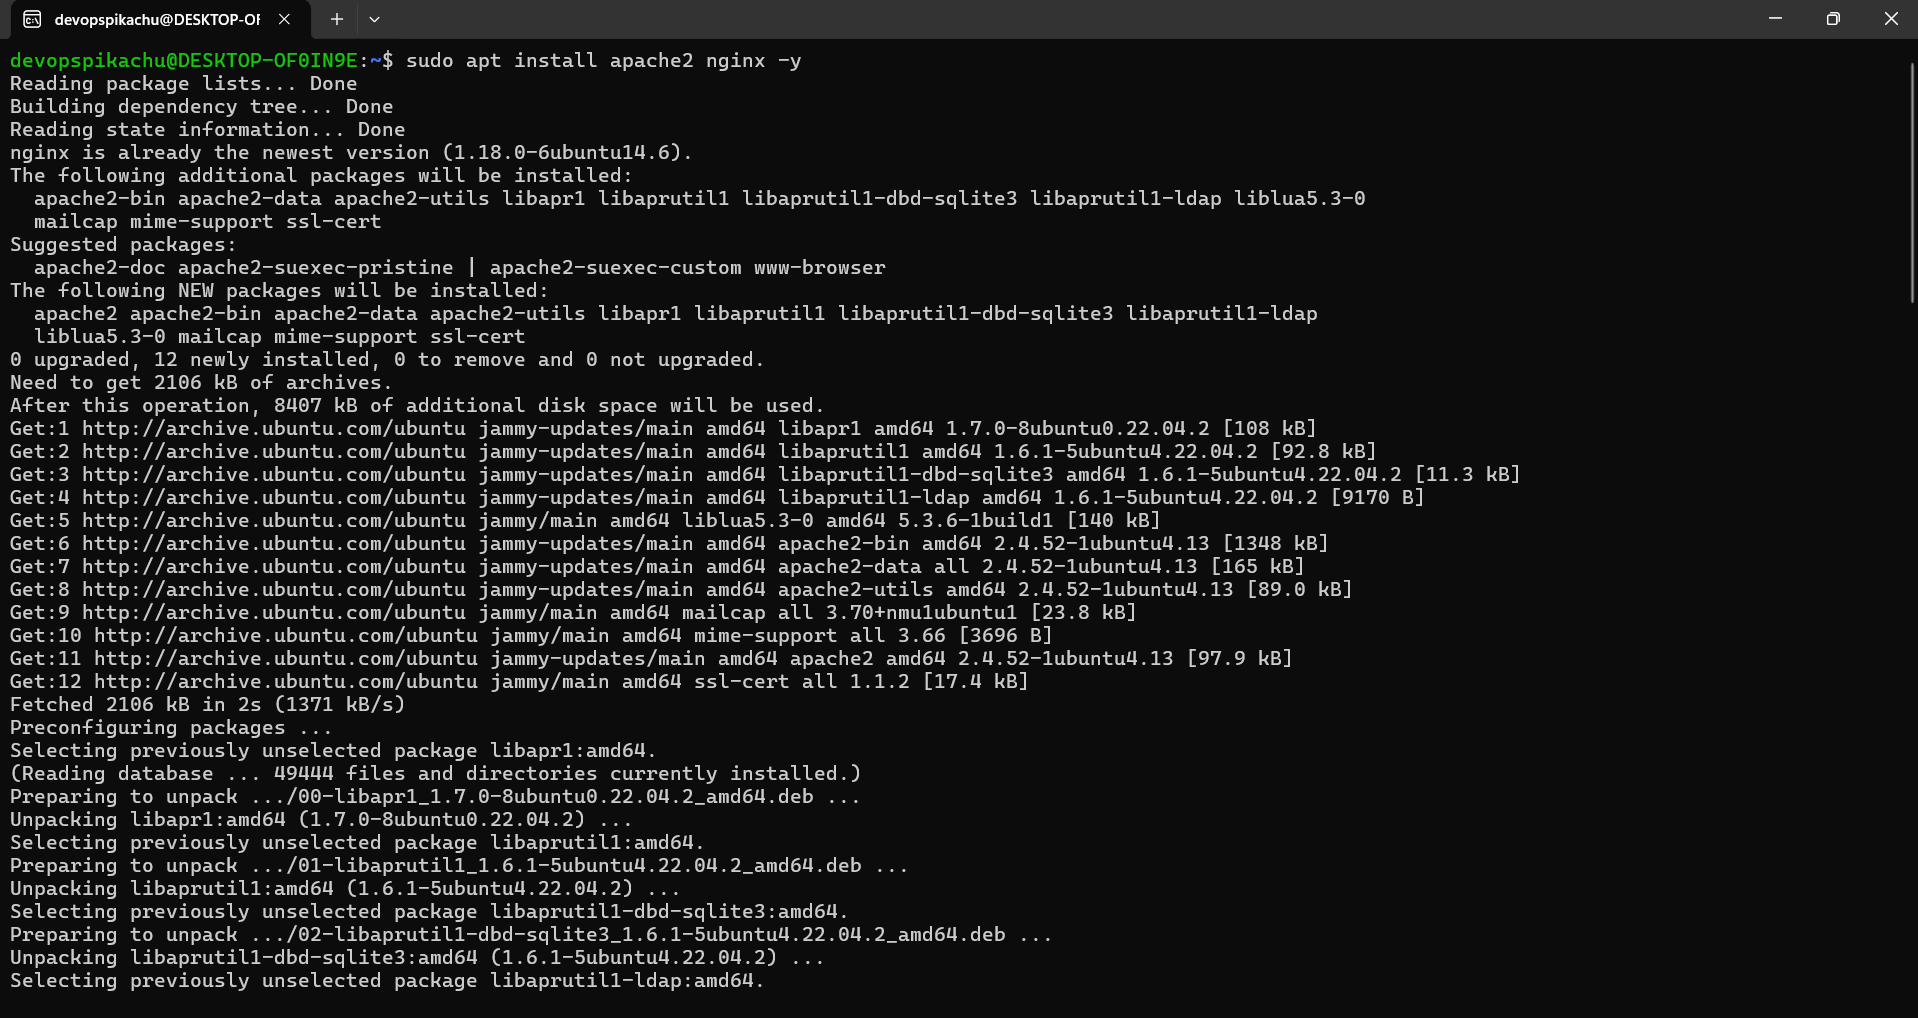 devopspikachu@DESKTOP-OF
devopspikachu@DESKTOP-OF0IN9E:~$ sudo apt install apache2 nginx -y
Reading package lists... Done
Building dependency tree... Done
Reading state information... Done
nginx is already the newest version (1.18.0-6ubuntu14.6).
The following additional packages will be installed:
  apache2-bin apache2-data apache2-utils libapr1 libaprutil1 libaprutil1-dbd-sqlite3 libaprutil1-ldap liblua5.3-0
  mailcap mime-support ssl-cert
Suggested packages:
  apache2-doc apache2-suexec-pristine | apache2-suexec-custom www-browser
The following NEW packages will be installed:
  apache2 apache2-bin apache2-data apache2-utils libapr1 libaprutil1 libaprutil1-dbd-sqlite3 libaprutil1-ldap
  liblua5.3-0 mailcap mime-support ssl-cert
0 upgraded, 12 newly installed, 0 to remove and 0 not upgraded.
Need to get 2106 kB of archives.
After this operation, 8407 kB of additional disk space will be used.
Get:1 http://archive.ubuntu.com/ubuntu jammy-updates/main amd64 libapr1 amd64 1.7.0-8ubuntu0.22.04.2 [108 kB]
Get:2 http://archive.ubuntu.com/ubuntu jammy-updates/main amd64 libaprutil1 amd64 1.6.1-5ubuntu4.22.04.2 [92.8 kB]
Get:3 http://archive.ubuntu.com/ubuntu jammy-updates/main amd64 libaprutil1-dbd-sqlite3 amd64 1.6.1-5ubuntu4.22.04.2 [11.3 kB]
Get:4 http://archive.ubuntu.com/ubuntu jammy-updates/main amd64 libaprutil1-ldap amd64 1.6.1-5ubuntu4.22.04.2 [9170 B]
Get:5 http://archive.ubuntu.com/ubuntu jammy/main amd64 liblua5.3-0 amd64 5.3.6-1build1 [140 kB]
Get:6 http://archive.ubuntu.com/ubuntu jammy-updates/main amd64 apache2-bin amd64 2.4.52-1ubuntu4.13 [1348 kB]
Get:7 http://archive.ubuntu.com/ubuntu jammy-updates/main amd64 apache2-data all 2.4.52-1ubuntu4.13 [165 kB]
Get:8 http://archive.ubuntu.com/ubuntu jammy-updates/main amd64 apache2-utils amd64 2.4.52-1ubuntu4.13 [89.0 kB]
Get:9 http://archive.ubuntu.com/ubuntu jammy/main amd64 mailcap all 3.70+nmu1ubuntu1 [23.8 kB]
Get:10 http://archive.ubuntu.com/ubuntu jammy/main amd64 mime-support all 3.66 [3696 B]
Get:11 http://archive.ubuntu.com/ubuntu jammy-updates/main amd64 apache2 amd64 2.4.52-1ubuntu4.13 [97.9 kB]
Get:12 http://archive.ubuntu.com/ubuntu jammy/main amd64 ssl-cert all 1.1.2 [17.4 kB]
Fetched 2106 kB in 2s (1371 kB/s)
Preconfiguring packages ...
Selecting previously unselected package libapr1:amd64.
(Reading database ... 49444 files and directories currently installed.)
Preparing to unpack .../00-libapr1_1.7.0-8ubuntu0.22.04.2_amd64.deb ...
Unpacking libapr1:amd64 (1.7.0-8ubuntu0.22.04.2) ...
Selecting previously unselected package libaprutil1:amd64.
Preparing to unpack .../01-libaprutil1_1.6.1-5ubuntu4.22.04.2_amd64.deb ...
Unpacking libaprutil1:amd64 (1.6.1-5ubuntu4.22.04.2) ...
Selecting previously unselected package libaprutil1-dbd-sqlite3:amd64.
Preparing to unpack .../02-libaprutil1-dbd-sqlite3_1.6.1-5ubuntu4.22.04.2_amd64.deb ...
Unpacking libaprutil1-dbd-sqlite3:amd64 (1.6.1-5ubuntu4.22.04.2) ...
Selecting previously unselected package libaprutil1-ldap:amd64.